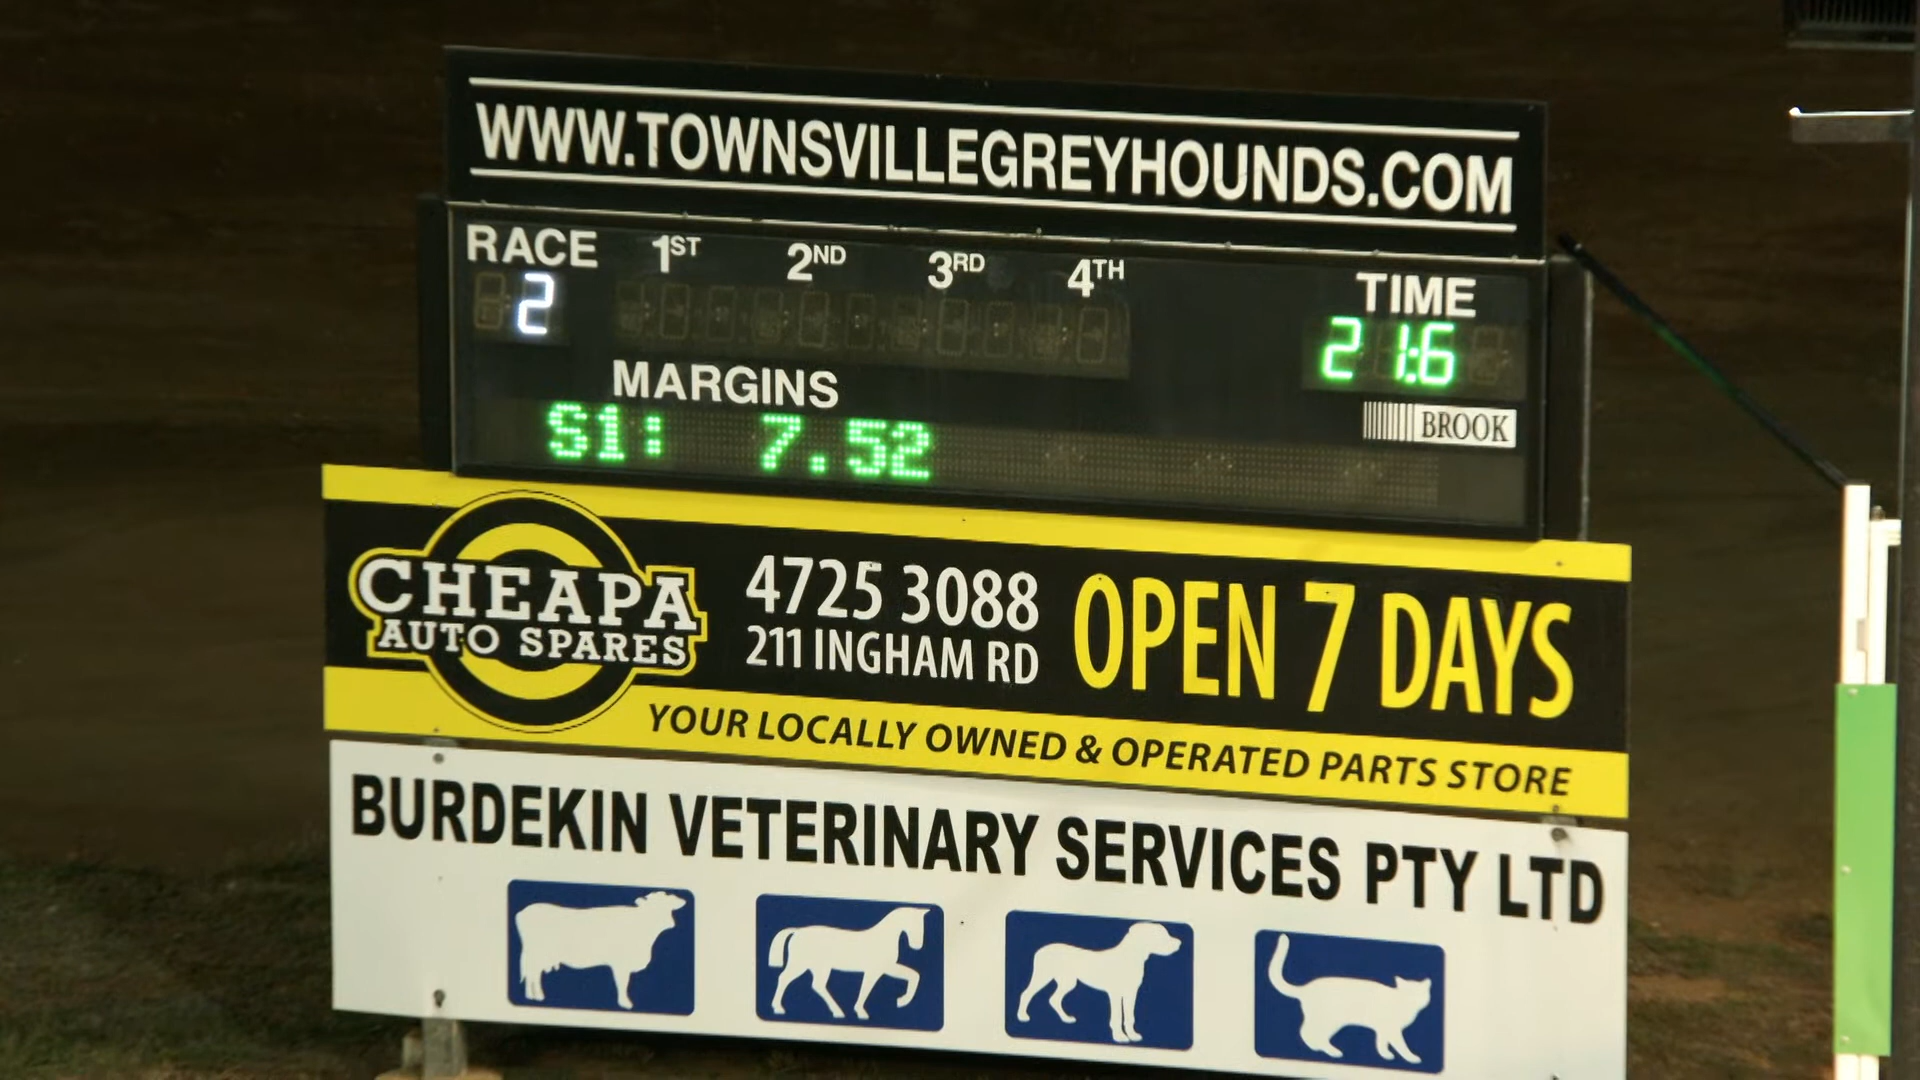 WWW.TOWNSVILLEGREYHOUNDS.COM
RACE 1ST 2ND 3RD 4TH TIME
2 21:6
MARGINS
BROOK
S1: 7.52
CHEAPA
AUTO SPARES
4725 3088
211 INGHAM RD
OPEN 7 DAYS
YOUR LOCALLY OWNED & OPERATED PARTS STORE
BURDEKIN VETERINARY SERVICES PTY LTD